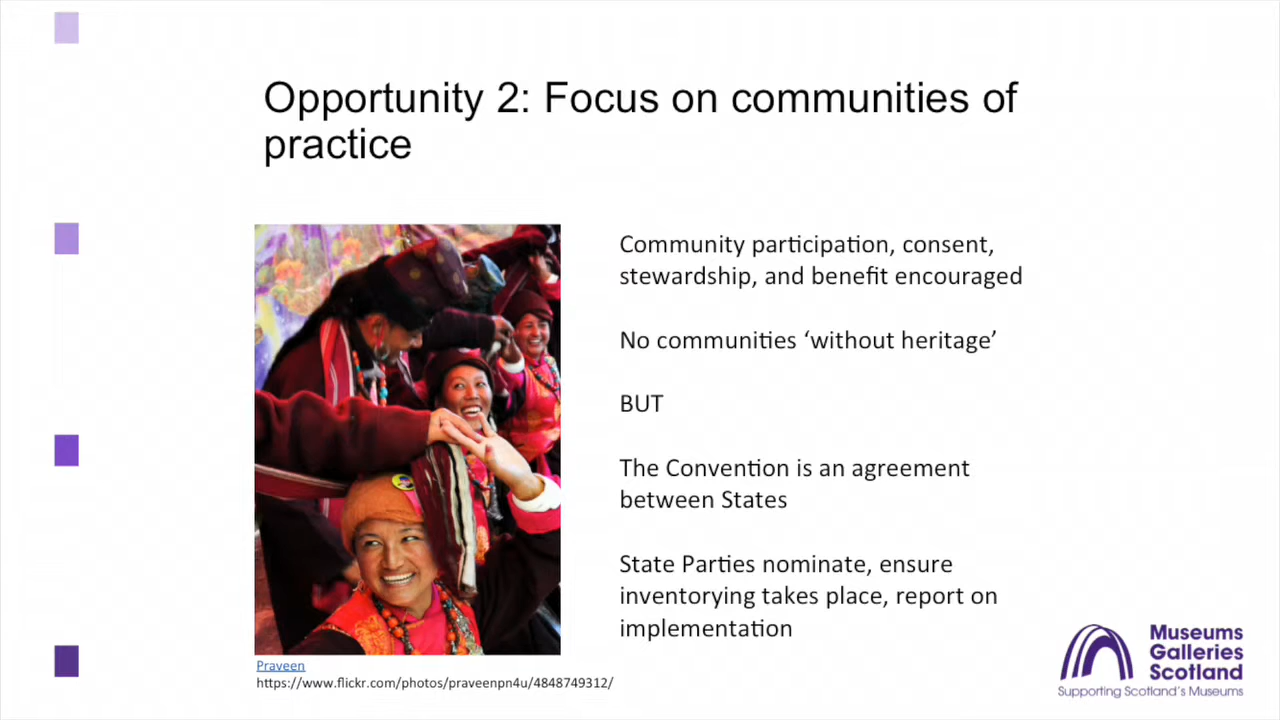 Opportunity 2: Focus on communities of
practice
Community participation, consent,
stewardship, and benefit encouraged
No communities ‘without heritage’
BUT
The Convention is an agreement
between States
State Parties nominate, ensure
inventorying takes place, report on
implementation
Praveen
https://www.flickr.com/photos/praveenpn4u/4848749312/
Museums
Galleries
Scotland
Supporting Scotland's Museums